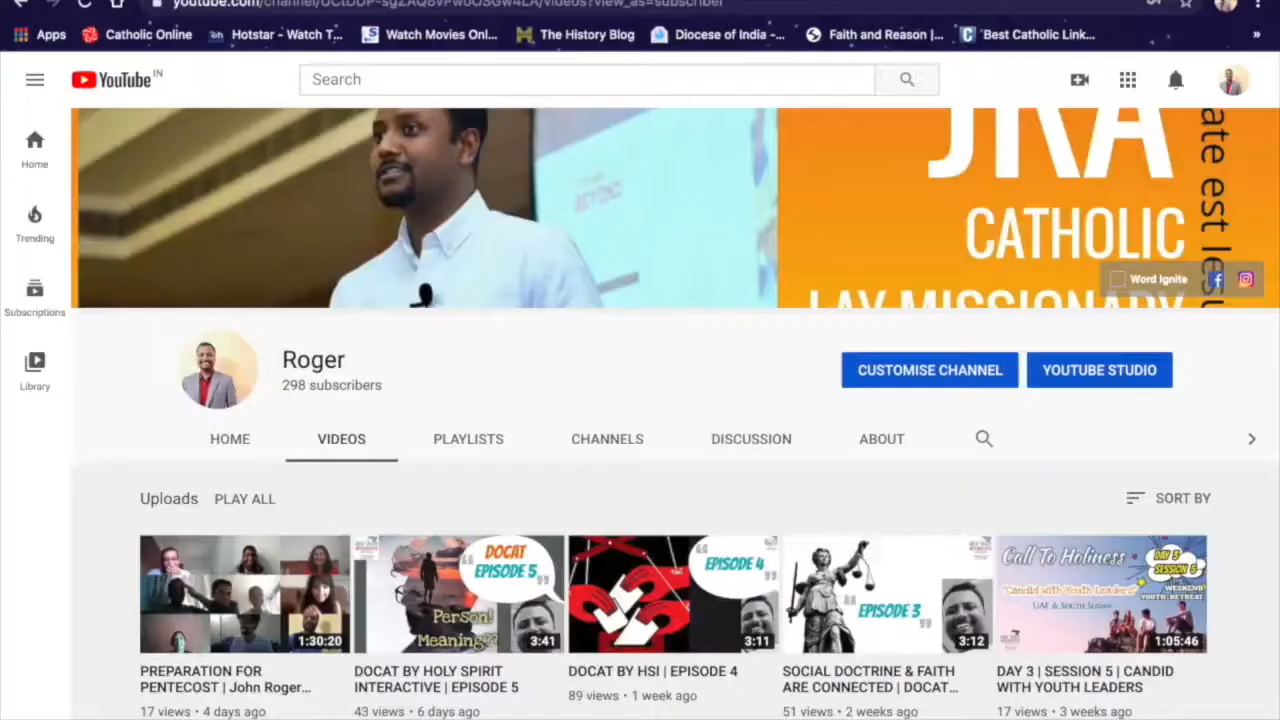 Apps
Catholic Online
Hotstar - Watch T...
Watch Movies Onl...
The History Blog
Diocese of India -...
Faith and Reason |...
'Best Catholic Link...
»
YouTube IN
Search
Home
Trending
Subscriptions
Library
JRA
CATHOLIC
LAY MISSIONARY
Word Ignite
Roger
298 subscribers
CUSTOMISE CHANNEL
YOUTUBE STUDIO
HOME
VIDEOS
PLAYLISTS
CHANNELS
DISCUSSION
ABOUT
Uploads
PLAY ALL
SORT BY
1:30:20
DOCAT
EPISODE 5
Person!
Meaning??
3:41
EPISODE 4
3:11
EPISODE 3
3:12
Call To Holiness
DAY 3
SESSION 5
"Candid with Youth Leaders"
WEEKEND
YOUTH RETREAT
UAE & SOUTH SUDAN
1:05:46
PREPARATION FOR
PENTECOST | John Roger...
17 views • 4 days ago
DOCAT BY HOLY SPIRIT
INTERACTIVE | EPISODE 5
43 views • 6 days ago
DOCAT BY HSI | EPISODE 4
89 views • 1 week ago
SOCIAL DOCTRINE & FAITH
ARE CONNECTED | DOCAT...
51 views • 2 weeks ago
DAY 3 | SESSION 5 | CANDID
WITH YOUTH LEADERS
17 views • 3 weeks ago